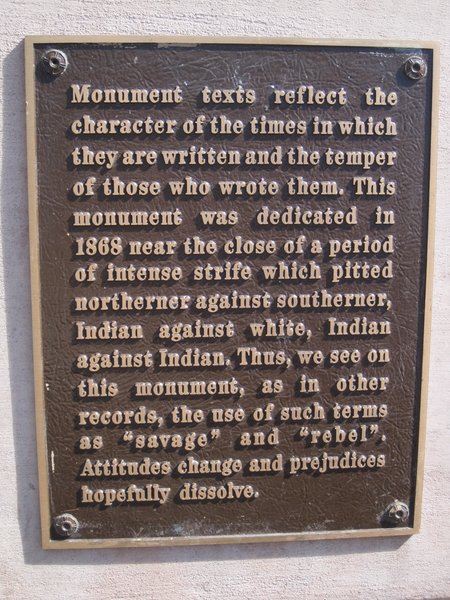 Monument texts reflect the
character of the times in which
they are written and the temper
of those who wrote them. This
monument was dedicated in
1868 near the close of a period
of intense strife which pitted
northerner against southerner,
Indian against white, Indian
against Indian. Thus, we see on
this monument, as in other
records, the use of such terms
as "savage" and "rebel".
Attitudes change and prejudices
hopefully dissolve.